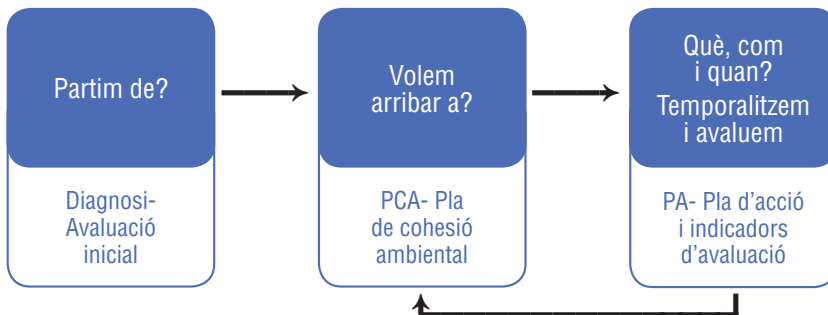 Partim de?
Diagnosi-
Avaluació
inicial
Volem
arribar a?
PCA- Pla
de cohesió
ambiental
Què, com
i quan?
Temporalitzem
i avaluem
PA- Pla d’acció
i indicadors
d’avaluació